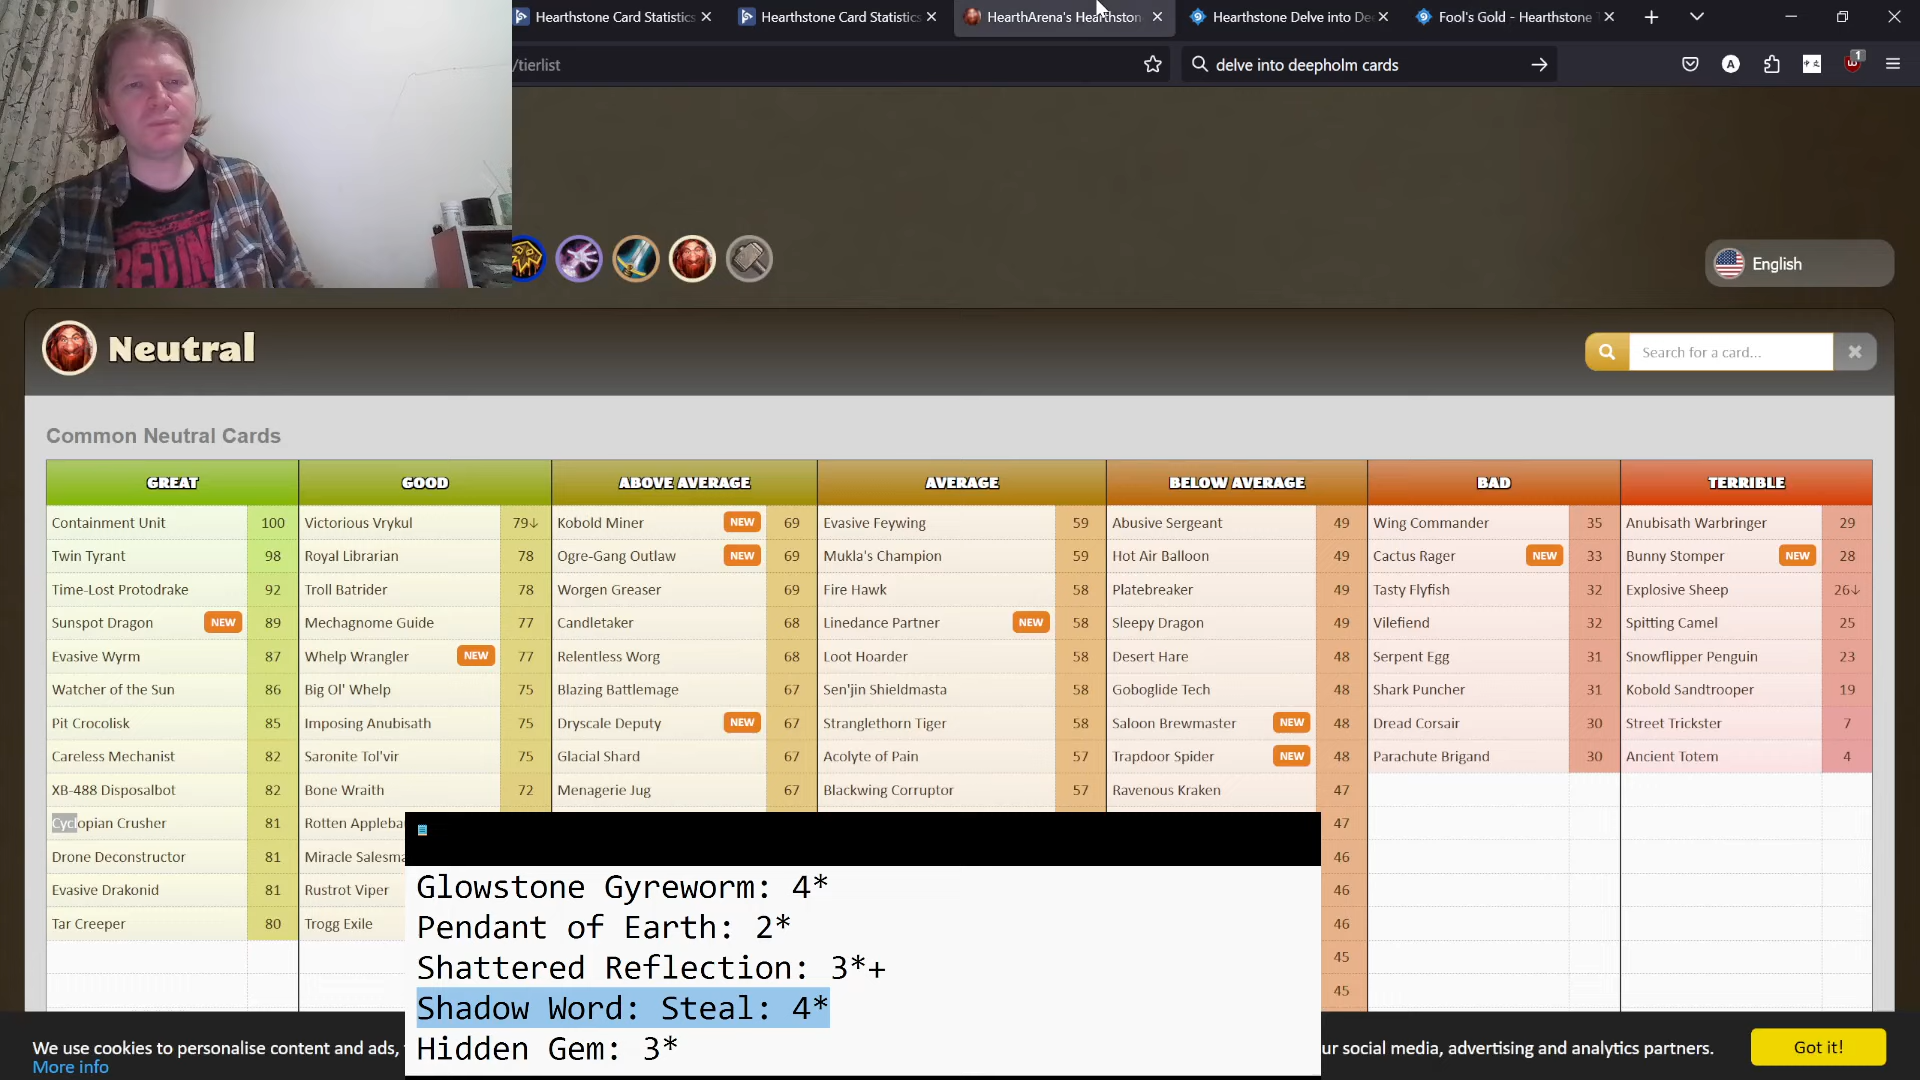 Hearthstone Card Statistics
Hearthstone Card Statistics
HearthArena's Hearthston
Hearthstone Delve into De
Fool's Gold - Hearthstone
/tierlist
delve into deepholm cards
A
1
REDIN
English
Neutral
Search for a card...
Common Neutral Cards
GREAT GOOD ABOVE AVERAGE AVERAGE BELOW AVERAGE BAD TERRIBLE
Containment Unit 100 Victorious Vrykul 79↓ Kobold Miner NEW 69 Evasive Feywing 59 Abusive Sergeant 49 Wing Commander 35 Anubisath Warbringer 29
Twin Tyrant 98 Royal Librarian 78 Ogre-Gang Outlaw NEW 69 Mukla's Champion 59 Hot Air Balloon 49 Cactus Rager NEW 33 Bunny Stomper NEW 28
Time-Lost Protodrake 92 Troll Batrider 78 Worgen Greaser 69 Fire Hawk 58 Platebreaker 49 Tasty Flyfish 32 Explosive Sheep 26↓
Sunspot Dragon NEW 89 Mechagnome Guide 77 Candletaker 68 Linedance Partner NEW 58 Sleepy Dragon 49 Vilefiend 32 Spitting Camel 25
Evasive Wyrm 87 Whelp Wrangler NEW 77 Relentless Worg 68 Loot Hoarder 58 Desert Hare 48 Serpent Egg 31 Snowflipper Penguin 23
Watcher of the Sun 86 Big Ol' Whelp 75 Blazing Battlemage 67 Sen'jin Shieldmasta 58 Goboglide Tech 48 Shark Puncher 31 Kobold Sandtrooper 19
Pit Crocolisk 85 Imposing Anubisath 75 Dryscale Deputy NEW 67 Stranglethorn Tiger 58 Saloon Brewmaster NEW 48 Dread Corsair 30 Street Trickster 7
Careless Mechanist 82 Saronite Tol'vir 75 Glacial Shard 67 Acolyte of Pain 57 Trapdoor Spider NEW 48 Parachute Brigand 30 Ancient Totem 4
XB-488 Disposalbot 82 Bone Wraith 72 Menagerie Jug 67 Blackwing Corruptor 57 Ravenous Kraken 47
Cyclopian Crusher 81 Rotten Appleba 47
Drone Deconstructor 81 Miracle Salesma 46
Evasive Drakonid 81 Rustrot Viper 46
Tar Creeper 80 Trogg Exile 46
45
45
Glowstone Gyreworm: 4*
Pendant of Earth: 2*
Shattered Reflection: 3*+
Shadow Word: Steal: 4*
Hidden Gem: 3*
We use cookies to personalise content and ads, ur social media, advertising and analytics partners.
More info
Got it!